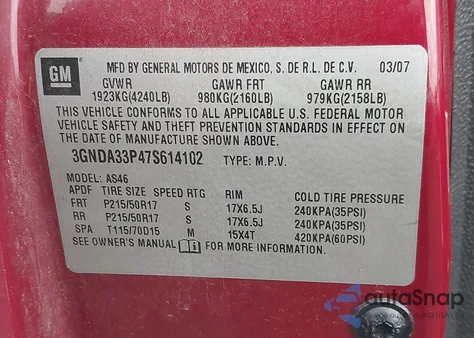 GM
MFD BY GENERAL MOTORS DE MEXICO. S. DE R.L. DE C.V. 03/07
GVWR GAWR FRT GAWR RR
1923KG(4240LB) 980KG(2160LB) 979KG(2158LB)
THIS VEHICLE CONFORMS TO ALL APPLICABLE U.S. FEDERAL MOTOR
VEHICLE SAFETY, BUMPER, AND THEFT PREVENTION STANDARDS IN EFFECT ON
THE DATE OF MANUFACTURE SHOWN ABOVE.
3GNDA33P47S614102 TYPE: M.P.V.
MODEL: AS46
APDF TIRE SIZE SPEED RTG RIM COLD TIRE PRESSURE
FRT P215/50R17 S 17X6.5J 240KPA(35PSI)
RR P215/50R17 S 17X6.5J 240KPA(35PSI)
SPA T115/70D15 M 15X4T 420KPA(60PSI)
SEE OWNER'S MANUAL FOR MORE INFORMATION
autoSnap